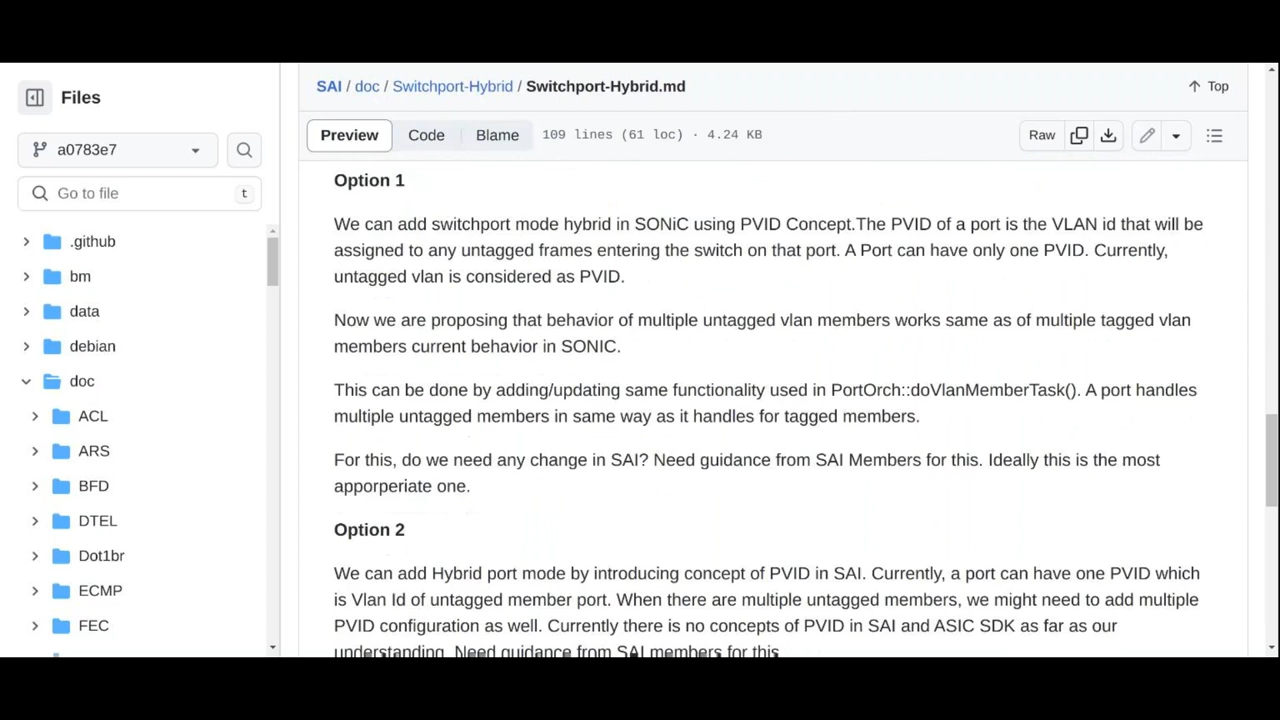 Files
a0783e7
Go to file
t
.github
bm
data
debian
doc
ACL
ARS
BFD
DTEL
Dot1br
ECMP
FEC
SAI / doc / Switchport-Hybrid / Switchport-Hybrid.md
Top
Preview
Code
Blame
109 lines (61 loc) · 4.24 KB
Raw
Option 1
We can add switchport mode hybrid in SONiC using PVID Concept.The PVID of a port is the VLAN id that will be
assigned to any untagged frames entering the switch on that port. A Port can have only one PVID. Currently,
untagged vlan is considered as PVID.
Now we are proposing that behavior of multiple untagged vlan members works same as of multiple tagged vlan
members current behavior in SONIC.
This can be done by adding/updating same functionality used in PortOrch::doVlanMemberTask(). A port handles
multiple untagged members in same way as it handles for tagged members.
For this, do we need any change in SAI? Need guidance from SAI Members for this. Ideally this is the most
apporperiate one.
Option 2
We can add Hybrid port mode by introducing concept of PVID in SAI. Currently, a port can have one PVID which
is Vlan Id of untagged member port. When there are multiple untagged members, we might need to add multiple
PVID configuration as well. Currently there is no concepts of PVID in SAI and ASIC SDK as far as our
understanding. Need guidance from SAI members for this